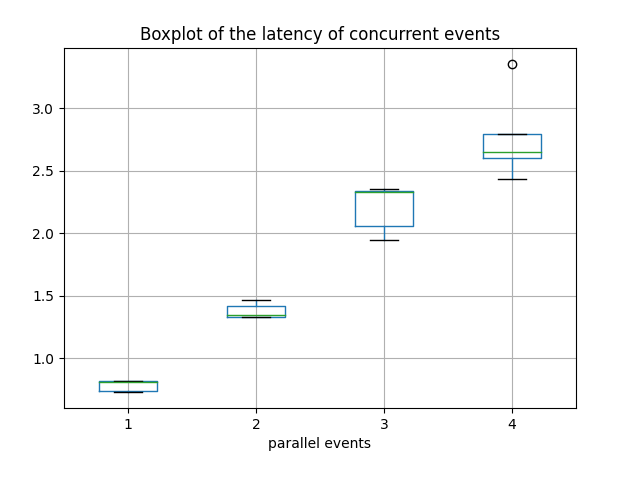 Boxplot of the latency of concurrent events
3.0
2.5
2.0
1.5
1.0
1 2 3 4
parallel events